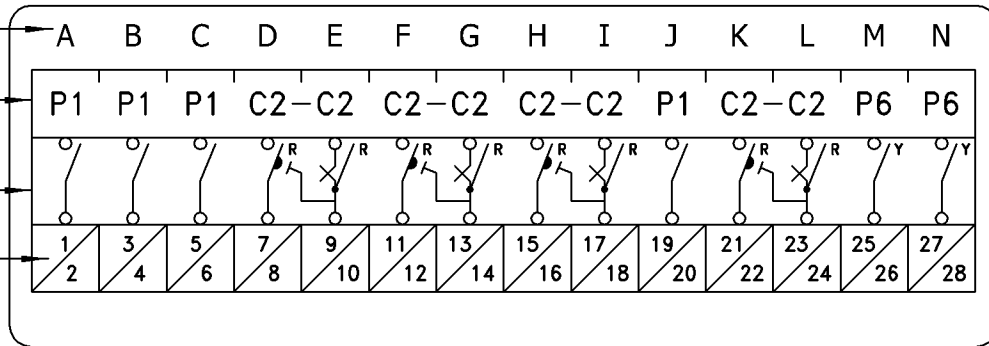 A B C D E F G H I J K L M N
P1 P1 P1 C2-C2 C2-C2 C2-C2 P1 C2-C2 P6 P6
R R R R R R R R Y Y
1 3 5 7 9 11 13 15 17 19 21 23 25 27
2 4 6 8 10 12 14 16 18 20 22 24 26 28